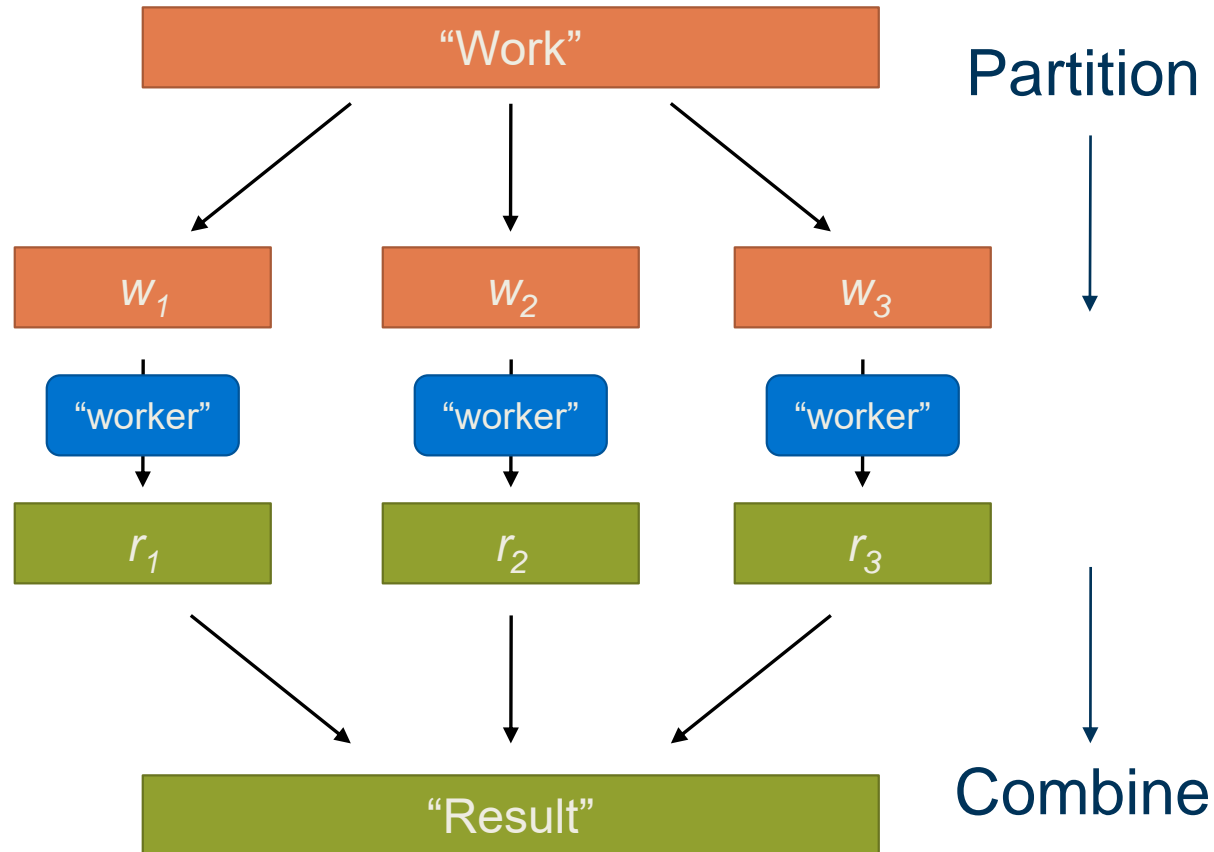 “Work”
Partition
w1
w2
w3
“worker”
“worker”
“worker”
r1
r2
r3
“Result”
Combine